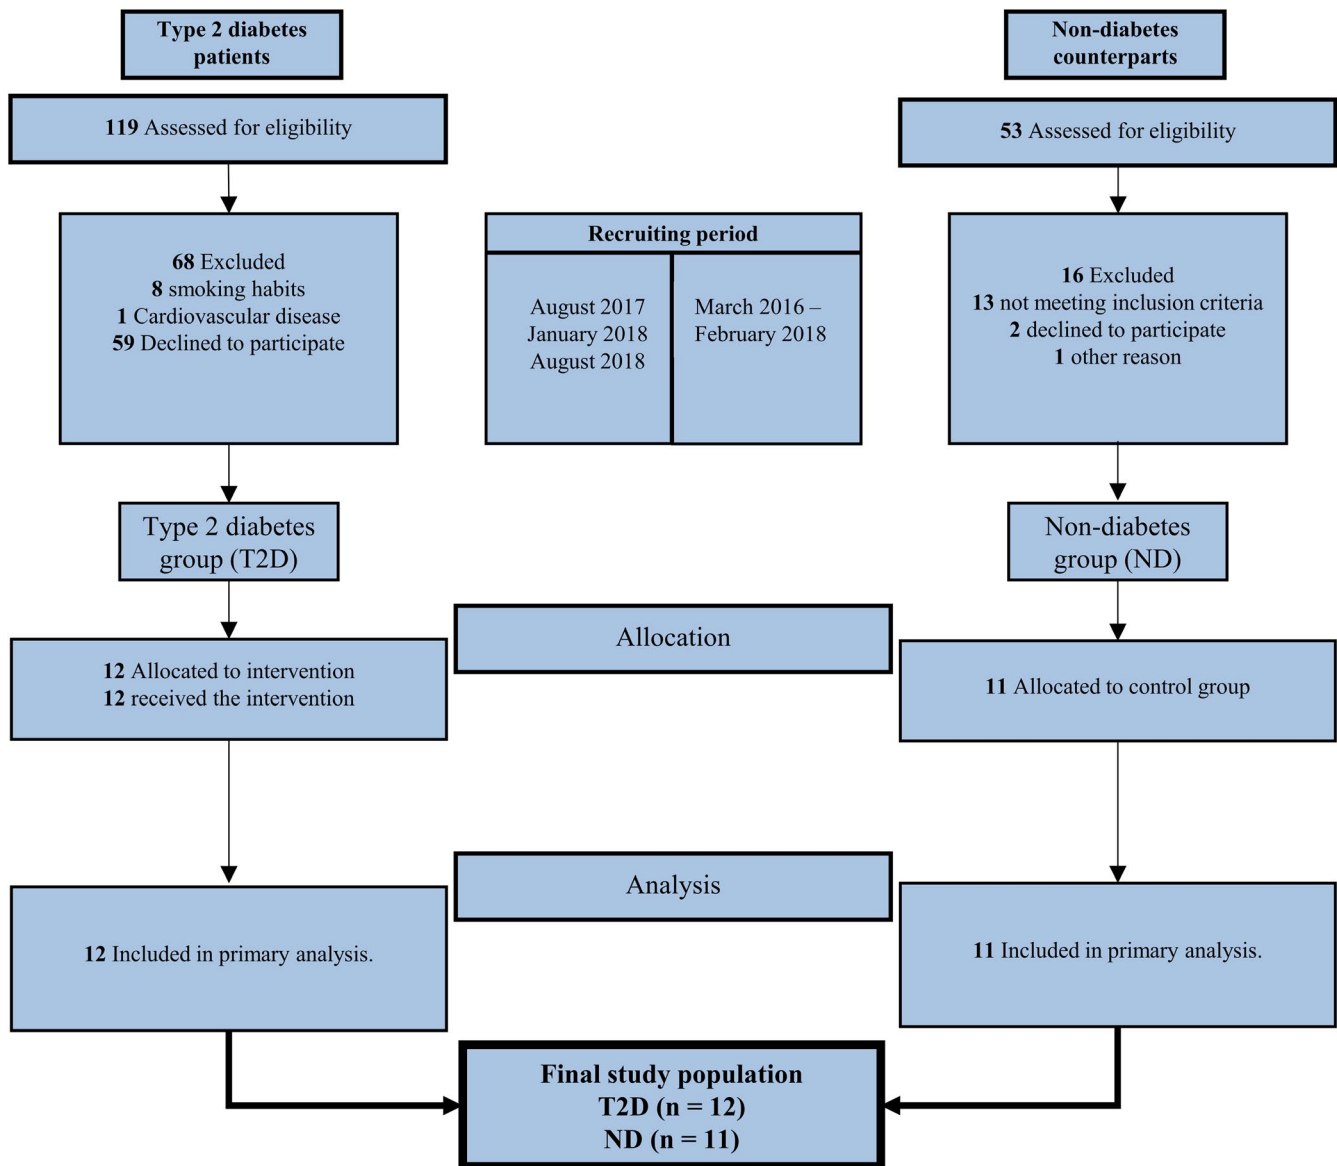 Type 2 diabetes
patients
Non-diabetes
counterparts
119 Assessed for eligibility
53 Assessed for eligibility
68 Excluded
8 smoking habits
1 Cardiovascular disease
59 Declined to participate
Recruiting period
August 2017
January 2018
August 2018
March 2016 –
February 2018
16 Excluded
13 not meeting inclusion criteria
2 declined to participate
1 other reason
Type 2 diabetes
group (T2D)
Non-diabetes
group (ND)
Allocation
12 Allocated to intervention
12 received the intervention
11 Allocated to control group
Analysis
12 Included in primary analysis.
11 Included in primary analysis.
Final study population
T2D (n = 12)
ND (n = 11)